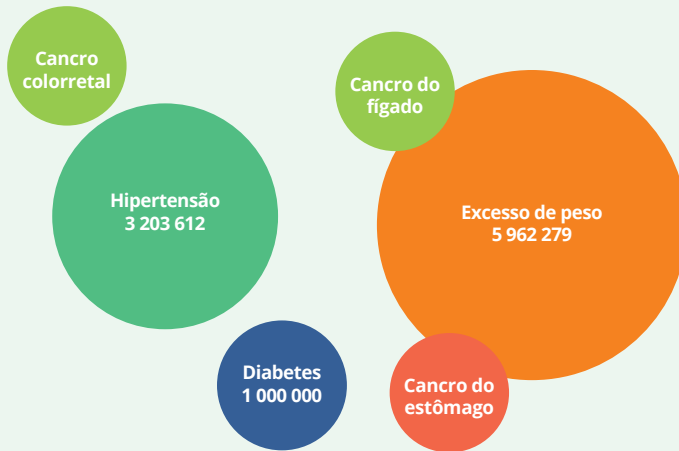 Cancro
colorretal
Cancro do
fígado
Hipertensão
3 203 612
Excesso de peso
5 962 279
Diabetes
1 000 000
Cancro do
estômago